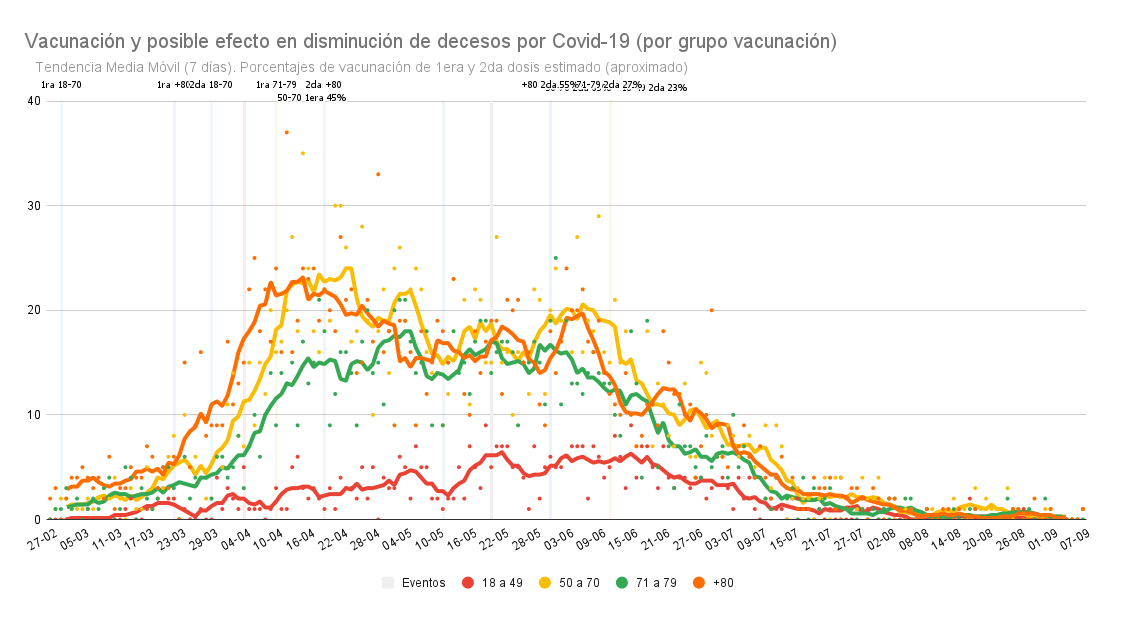 Vacunación y posible efecto en disminución de decesos por Covid-19 (por grupo vacunación)
Tendencia Media Móvil (7 días). Porcentajes de vacunación de 1era y 2da dosis estimado (aproximado)
1ra 18-70 1ra +80 2da 18-70 1ra 71-79 2da +80 +80 2da 55% 71-79 2da 27%
50-70 1era 45% 2da 23%
40
30
20
10
0
27-02 05-03 11-03 17-03 23-03 29-03 04-04 10-04 16-04 22-04 28-04 04-05 10-05 16-05 22-05 28-05 03-06 09-06 15-06 21-06 27-06 03-07 09-07 15-07 21-07 27-07 02-08 08-08 14-08 20-08 26-08 01-09 07-09
Eventos 18 a 49 50 a 70 71 a 79 +80